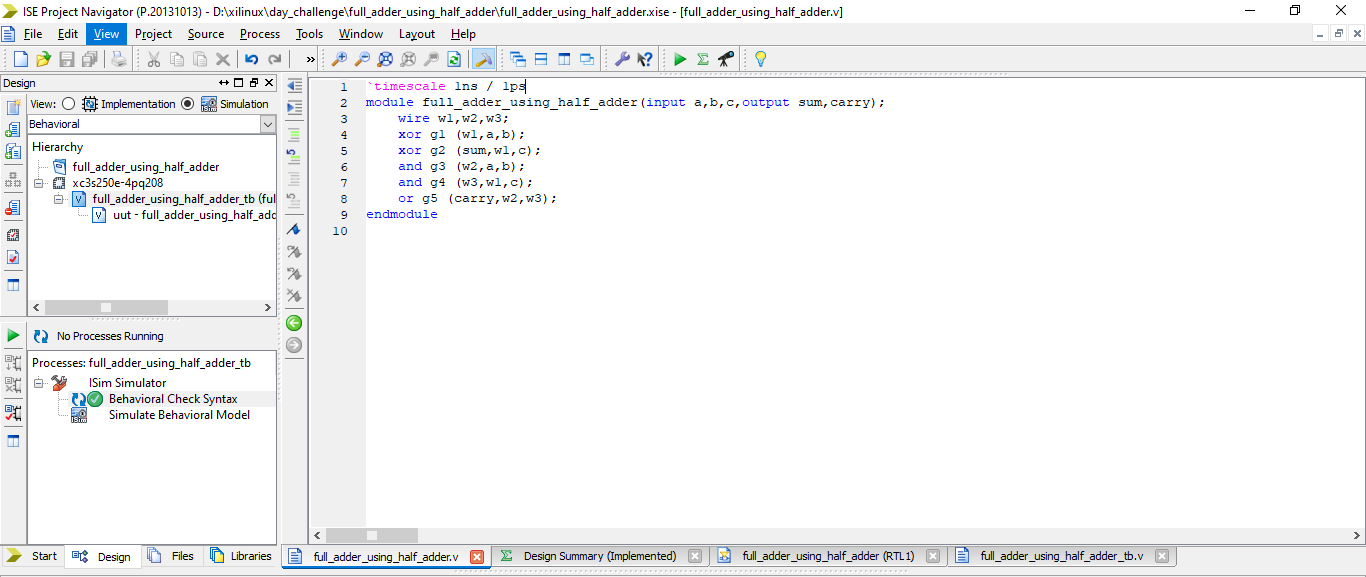 ISE Project Navigator (P.20131013) - D:\xilinux\day_challenge\full_adder_using_half_adder\full_adder_using_half_adder.xise - [full_adder_using_half_adder.v]
File Edit View Project Source Process Tools Window Layout Help
»
Design
View: Implementation Simulation
Behavioral
Hierarchy
full_adder_using_half_adder
xc3s250e-4pq208
full_adder_using_half_adder_tb (ful
uut - full_adder_using_half_add
No Processes Running
Processes: full_adder_using_half_adder_tb
ISim Simulator
Behavioral Check Syntax
Simulate Behavioral Model
Start Design Files Libraries
1 `timescale 1ns / 1ps
2 module full_adder_using_half_adder(input a,b,c,output sum,carry);
3 wire w1,w2,w3;
4 xor g1 (w1,a,b);
5 xor g2 (sum,w1,c);
6 and g3 (w2,a,b);
7 and g4 (w3,w1,c);
8 or g5 (carry,w2,w3);
9 endmodule
10
full_adder_using_half_adder.v Design Summary (Implemented) full_adder_using_half_adder (RTL1) full_adder_using_half_adder_tb.v